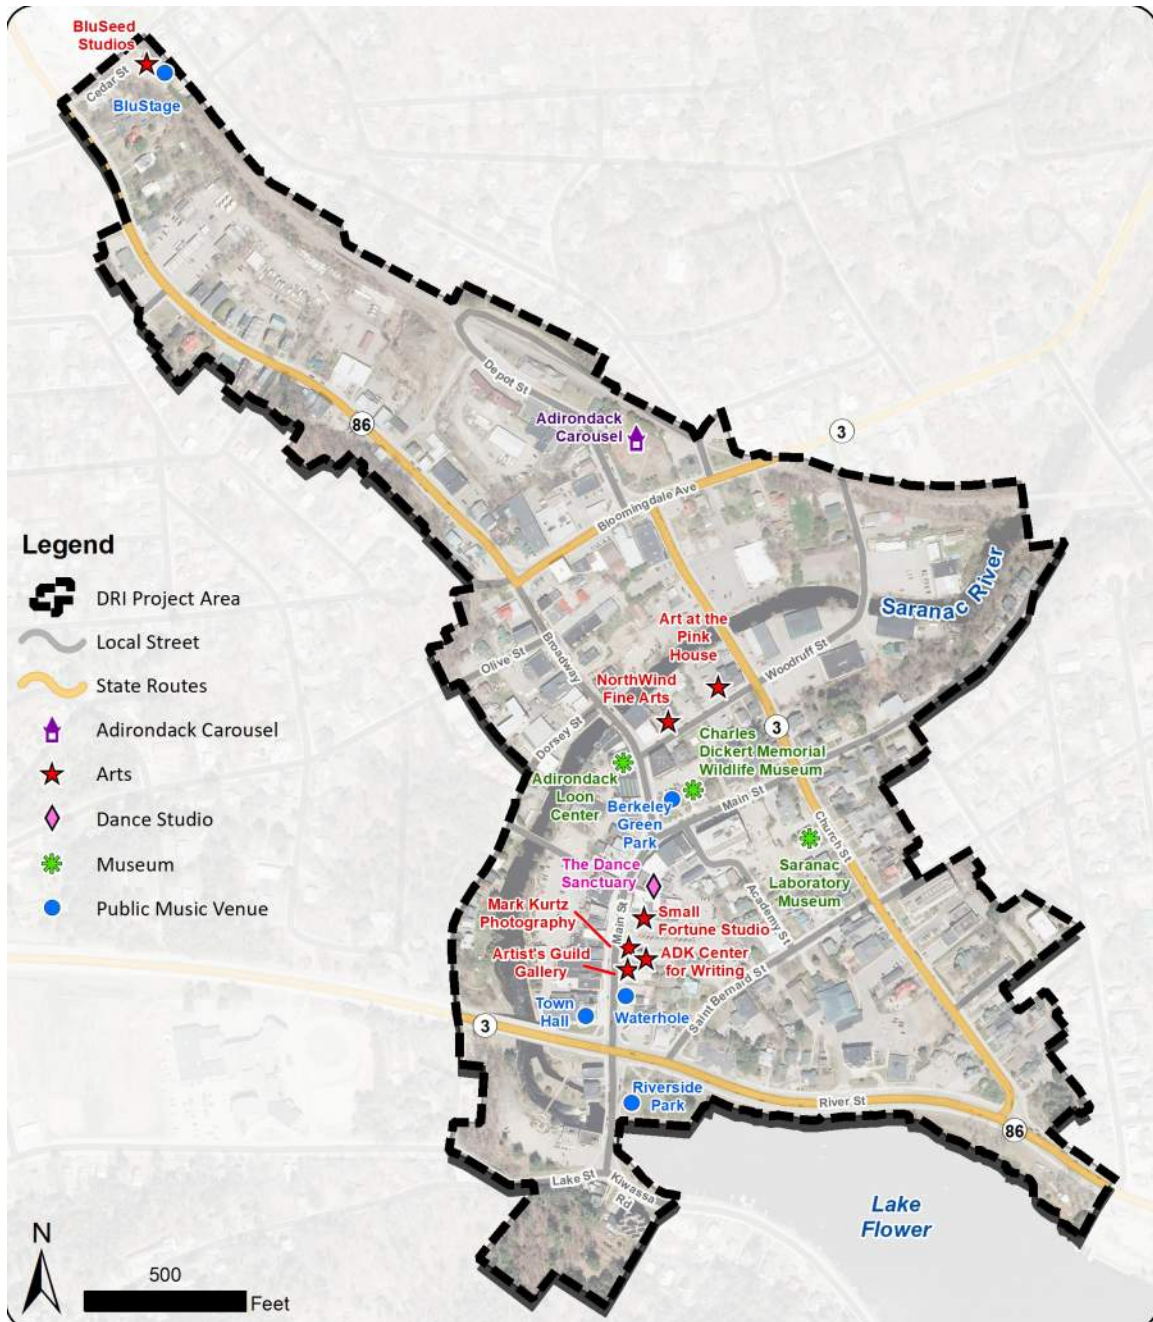 BluSeed
Studios
Cedar St
BluStage
Depot St
Adirondack
Carousel
86
3
Bloomingdale Ave
Legend
DRI Project Area
Local Street
State Routes
Adirondack Carousel
Arts
Dance Studio
Museum
Public Music Venue
Saranac River
Art at the
Pink
House
Broadway
Olive St
Woodruff St
NorthWind
Fine Arts
Dorsey St
3
Charles
Dickert Memorial
Wildlife Museum
Adirondack
Loon
Center
Berkeley
Green
Park
Main St
Church St
Saranac
Laboratory
Museum
The Dance
Sanctuary
Academy St
Mark Kurtz
Photography
Main St
Small
Fortune Studio
Artist's Guild
Gallery
ADK Center
for Writing
Saint Bernard St
Town
Hall
Waterhole
3
Riverside
Park
River St
86
Lake St
Kiwassa
Rd
Lake
Flower
N
500
Feet